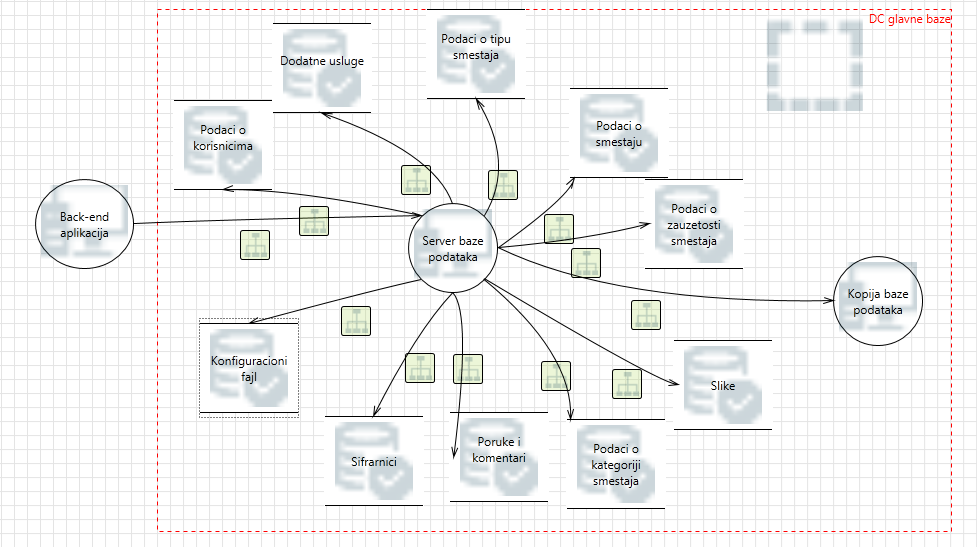 DC glavne baze
Podaci o tipu
smestaja
Dodatne usluge
Podaci o
korisnicima
Podaci o
smestaju
Back-end
aplikacija
Server baze
podataka
Podaci o
zauzetosti
smestaja
Kopija baze
podataka
Konfiguracioni
fajl
Slike
Sifrarnici
Poruke i
komentari
Podaci o
kategoriji
smestaja